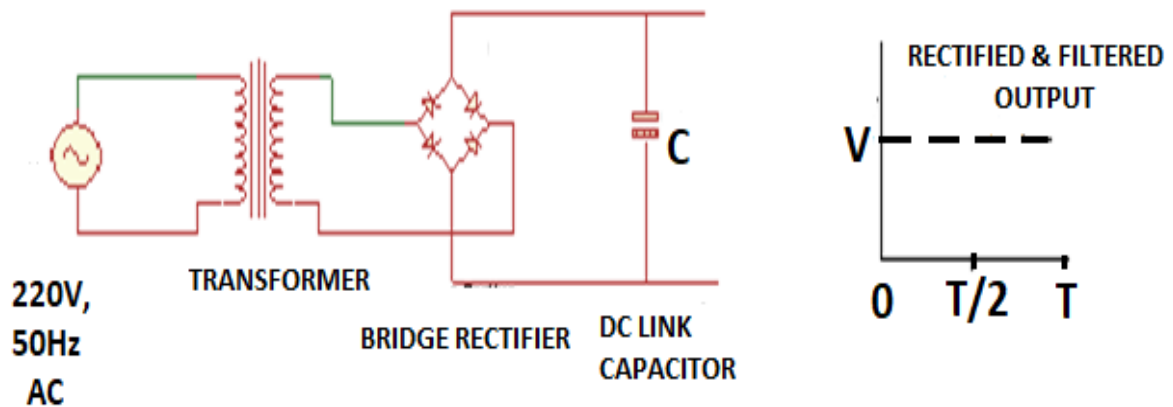 220V,
50Hz
AC
TRANSFORMER
BRIDGE RECTIFIER
DC LINK
CAPACITOR
C
RECTIFIED & FILTERED
OUTPUT
V
0 T/2 T